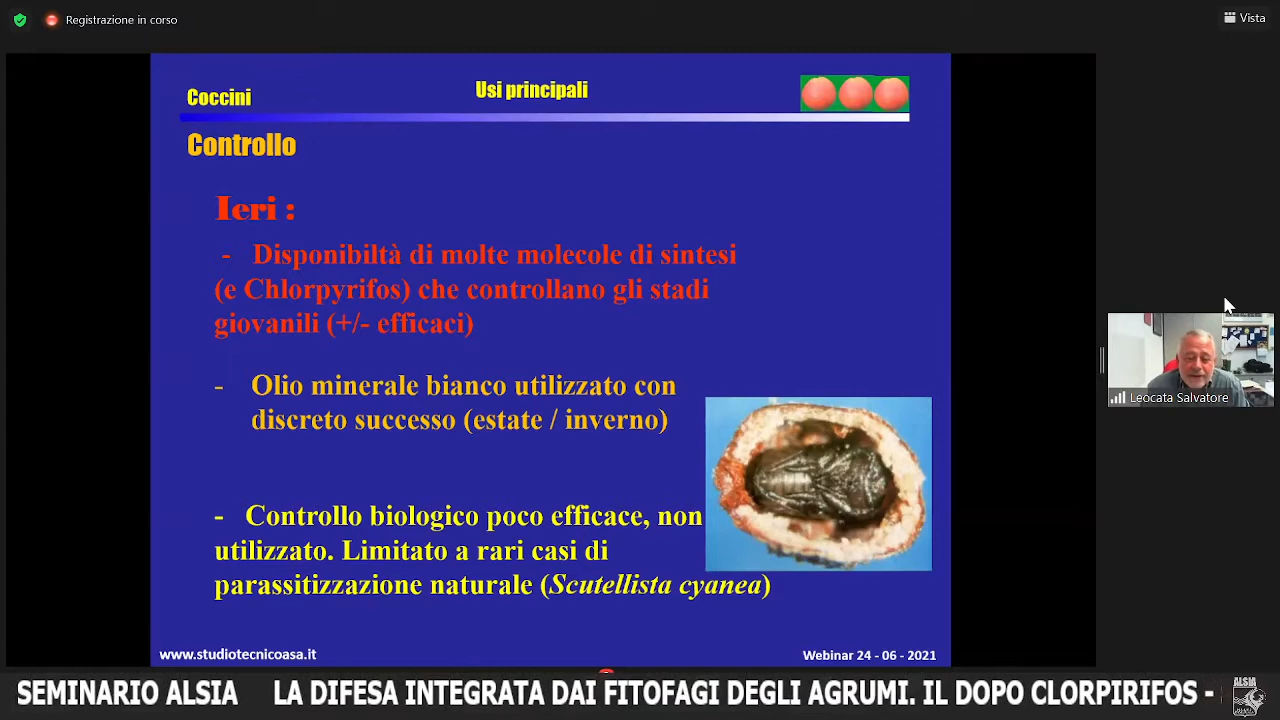 Registrazione in corso
Vista
Coccini
Usi principali
Controllo
Ieri :
- Disponibiltà di molte molecole di sintesi
(e Chlorpyrifos) che controllano gli stadi
giovanili (+/- efficaci)
- Olio minerale bianco utilizzato con
discreto successo (estate / inverno)
- Controllo biologico poco efficace, non
utilizzato. Limitato a rari casi di
parassitizzazione naturale (Scutellista cyanea)
Leocata Salvatore
www.studiotecnicoasa.it
Webinar 24 - 06 - 2021
SEMINARIO ALSIA LA DIFESA INTEGRATA DAI FITOFAGI DEGLI AGRUMI. IL DOPO CLORPIRIFOS -
ALSIA